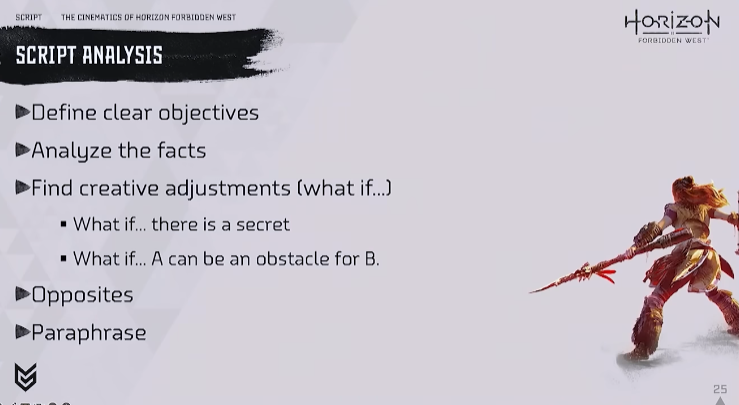 SCRIPT THE CINEMATICS OF HORIZON FORBIDDEN WEST
HORIZON
FORBIDDEN WEST
SCRIPT ANALYSIS
Define clear objectives
Analyze the facts
Find creative adjustments (what if...)
▪ What if... there is a secret
▪ What if... A can be an obstacle for B.
Opposites
Paraphrase
25